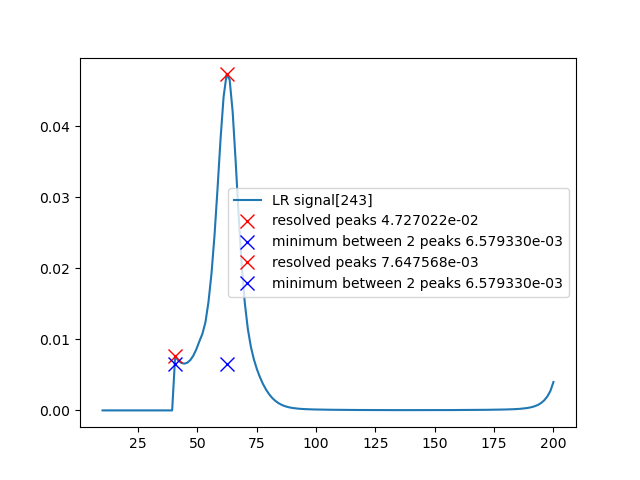 0.04
0.03
0.02
0.01
0.00
LR signal[243]
resolved peaks 4.727022e-02
minimum between 2 peaks 6.579330e-03
resolved peaks 7.647568e-03
minimum between 2 peaks 6.579330e-03
25 50 75 100 125 150 175 200